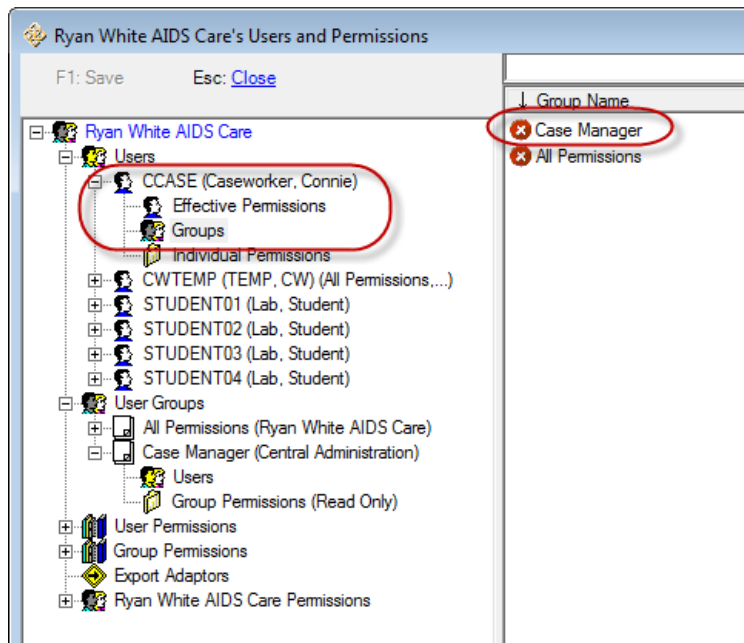 Ryan White AIDS Care's Users and Permissions
F1: Save Esc: Close
Ryan White AIDS Care
Users
CCASE (Caseworker, Connie)
Effective Permissions
Groups
Individual Permissions
CWTEMP (TEMP, CW) (All Permissions,...)
STUDENT01 (Lab, Student)
STUDENT02 (Lab, Student)
STUDENT03 (Lab, Student)
STUDENT04 (Lab, Student)
User Groups
All Permissions (Ryan White AIDS Care)
Case Manager (Central Administration)
Users
Group Permissions (Read Only)
User Permissions
Group Permissions
Export Adaptors
Ryan White AIDS Care Permissions
↓ Group Name
Case Manager
All Permissions